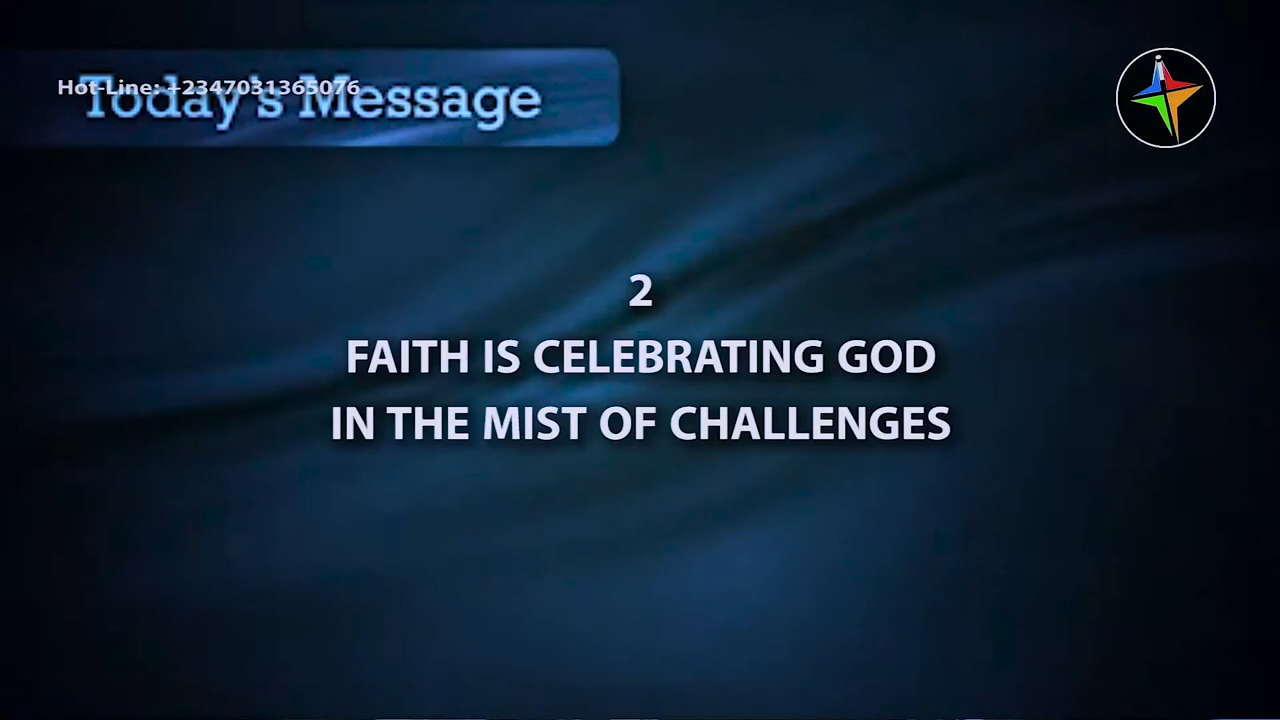 Hot-Line: +2347031365076
Today's Message
2
FAITH IS CELEBRATING GOD
IN THE MIST OF CHALLENGES